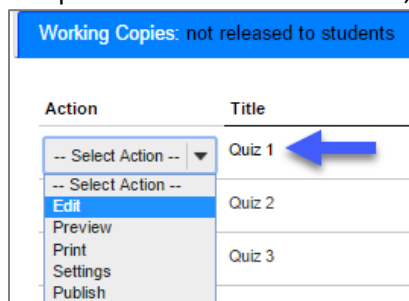 Working Copies: not released to students
Action Title
-- Select Action -- Quiz 1
-- Select Action --
Edit Quiz 2
Preview
Print Quiz 3
Settings
Publish